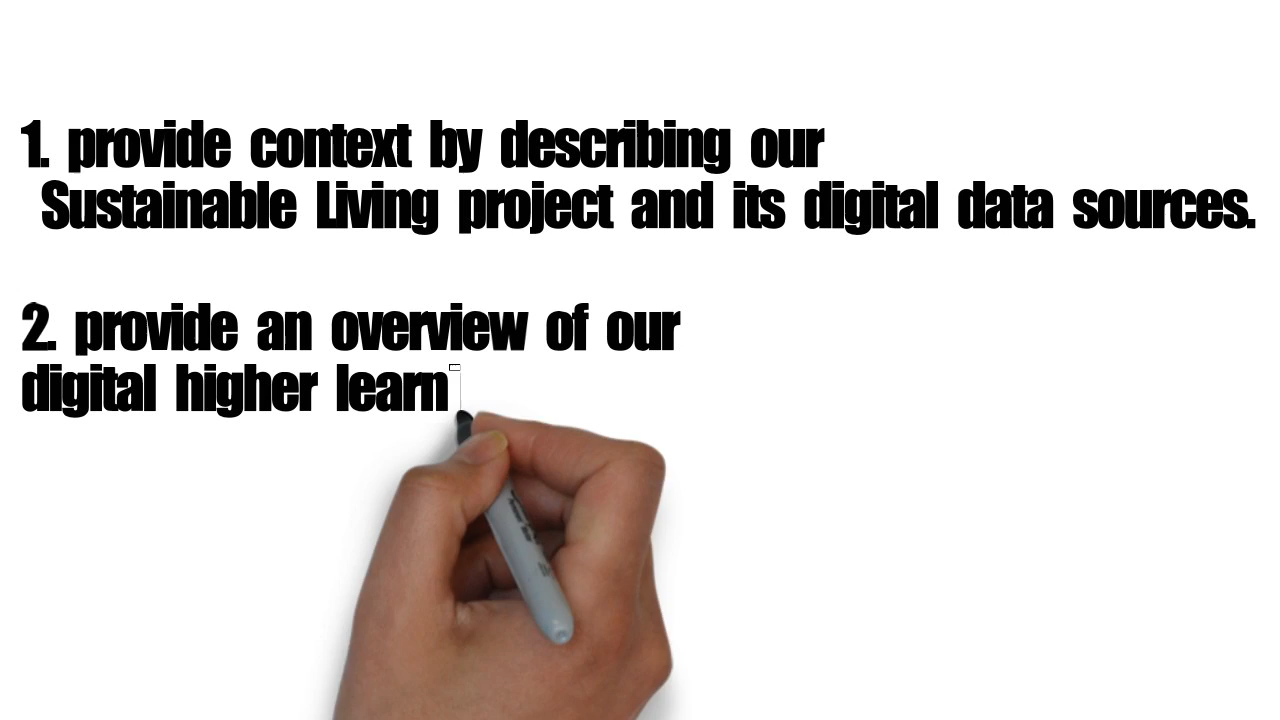 1. provide context by describing our
Sustainable Living project and its digital data sources.
2. provide an overview of our
digital higher learn